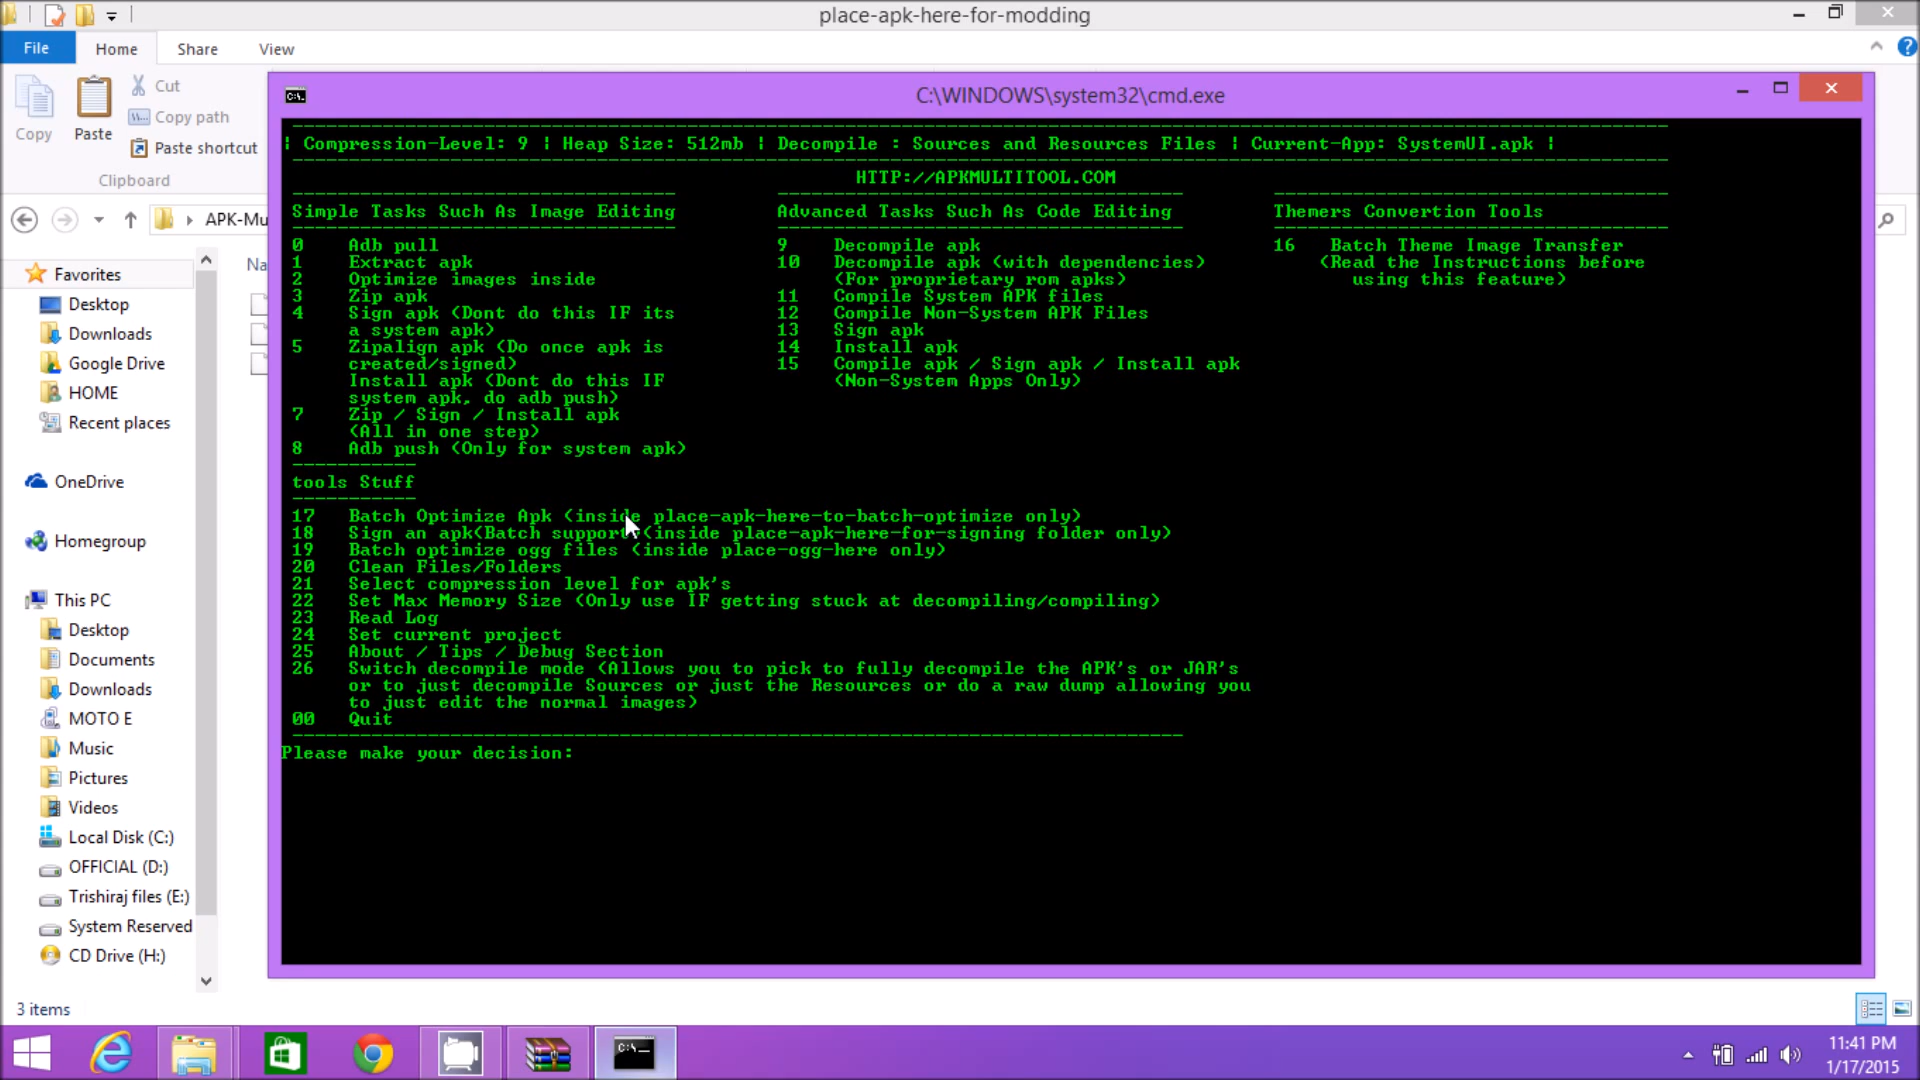 place-apk-here-for-modding
File Home Share View
Copy
Paste
Cut
Copy path
Paste shortcut
Clipboard
APK-Mu
C:\WINDOWS\system32\cmd.exe
| Compression-Level: 9 | Heap Size: 512mb | Decompile : Sources and Resources Files | Current-App: SystemUI.apk |
HTTP://APKMULTITOOL.COM
Simple Tasks Such As Image Editing
0 Adb pull
1 Extract apk
2 Optimize images inside
3 Zip apk
4 Sign apk (Dont do this IF its
a system apk)
5 Zipalign apk (Do once apk is
created/signed)
Install apk (Dont do this IF
system apk, do adb push)
7 Zip / Sign / Install apk
(All in one step)
8 Adb push (Only for system apk)
Advanced Tasks Such As Code Editing
9 Decompile apk
10 Decompile apk (with dependencies)
(For proprietary rom apks)
11 Compile System APK files
12 Compile Non-System APK Files
13 Sign apk
14 Install apk
15 Compile apk / Sign apk / Install apk
(Non-System Apps Only)
Themers Convertion Tools
16 Batch Theme Image Transfer
(Read the Instructions before
using this feature)
tools Stuff
17 Batch Optimize Apk (inside place-apk-here-to-batch-optimize only)
18 Sign an apk(Batch support)(inside place-apk-here-for-signing folder only)
19 Batch optimize ogg files (inside place-ogg-here only)
20 Clean Files/Folders
21 Select compression level for apk's
22 Set Max Memory Size (Only use IF getting stuck at decompiling/compiling)
23 Read Log
24 Set current project
25 About / Tips / Debug Section
26 Switch decompile mode (Allows you to pick to fully decompile the APK's or JAR's
or to just decompile Sources or just the Resources or do a raw dump allowing you
to just edit the normal images)
00 Quit
Please make your decision:
Na
Favorites
Desktop
Downloads
Google Drive
HOME
Recent places
OneDrive
Homegroup
This PC
Desktop
Documents
Downloads
MOTO E
Music
Pictures
Videos
Local Disk (C:)
OFFICIAL (D:)
Trishiraj files (E:)
System Reserved
CD Drive (H:)
3 items
11:41 PM
1/17/2015